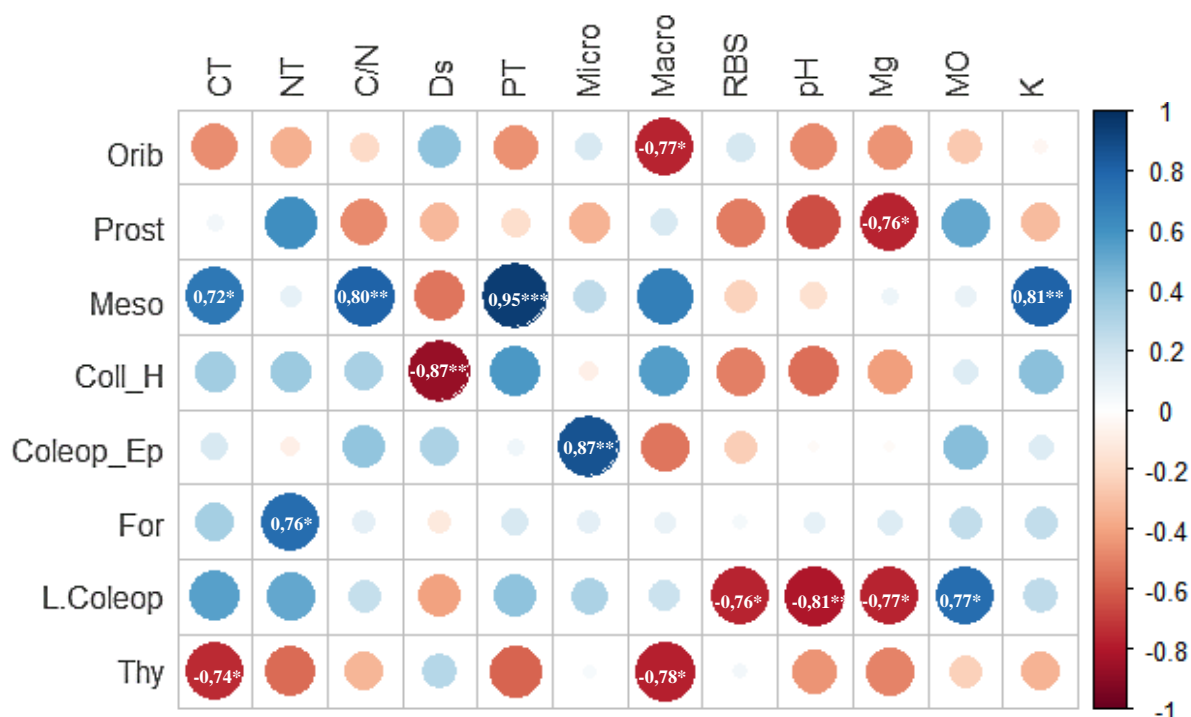 CT NT C/N Ds PT Micro Macro RBS pH Mg MO K
Orib -0,77*
Prost -0,76*
Meso 0,72* 0,80** 0,95*** 0,81**
Coll_H -0,87**
Coleop_Ep 0,87**
For 0,76*
L.Coleop -0,76* -0,81** -0,77* 0,77*
Thy -0,74* -0,78*
1
0.8
0.6
0.4
0.2
0
-0.2
-0.4
-0.6
-0.8
-1